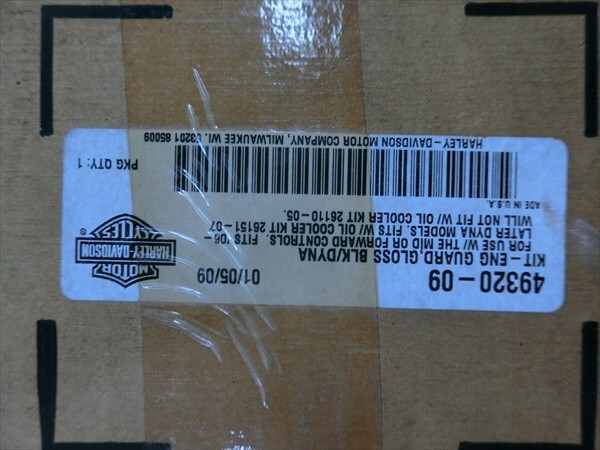 49320-09
01/05/09
KIT-ENG GUARD,GLOSS BLK/DYNA
FOR USE W/ THE MID OR FORWARD CONTROLS. FITS '06-
LATER DYNA MODELS. FITS W/ OIL COOLER KIT 26151-07.
WILL NOT FIT W/ OIL COOLER KIT 26110-05.
MOTOR
HARLEY-DAVIDSON
CYCLES
®
ADE IN U.S.A.
PKG QTY: 1
HARLEY-DAVIDSON MOTOR COMPANY, MILWAUKEE WI. 53201 85009